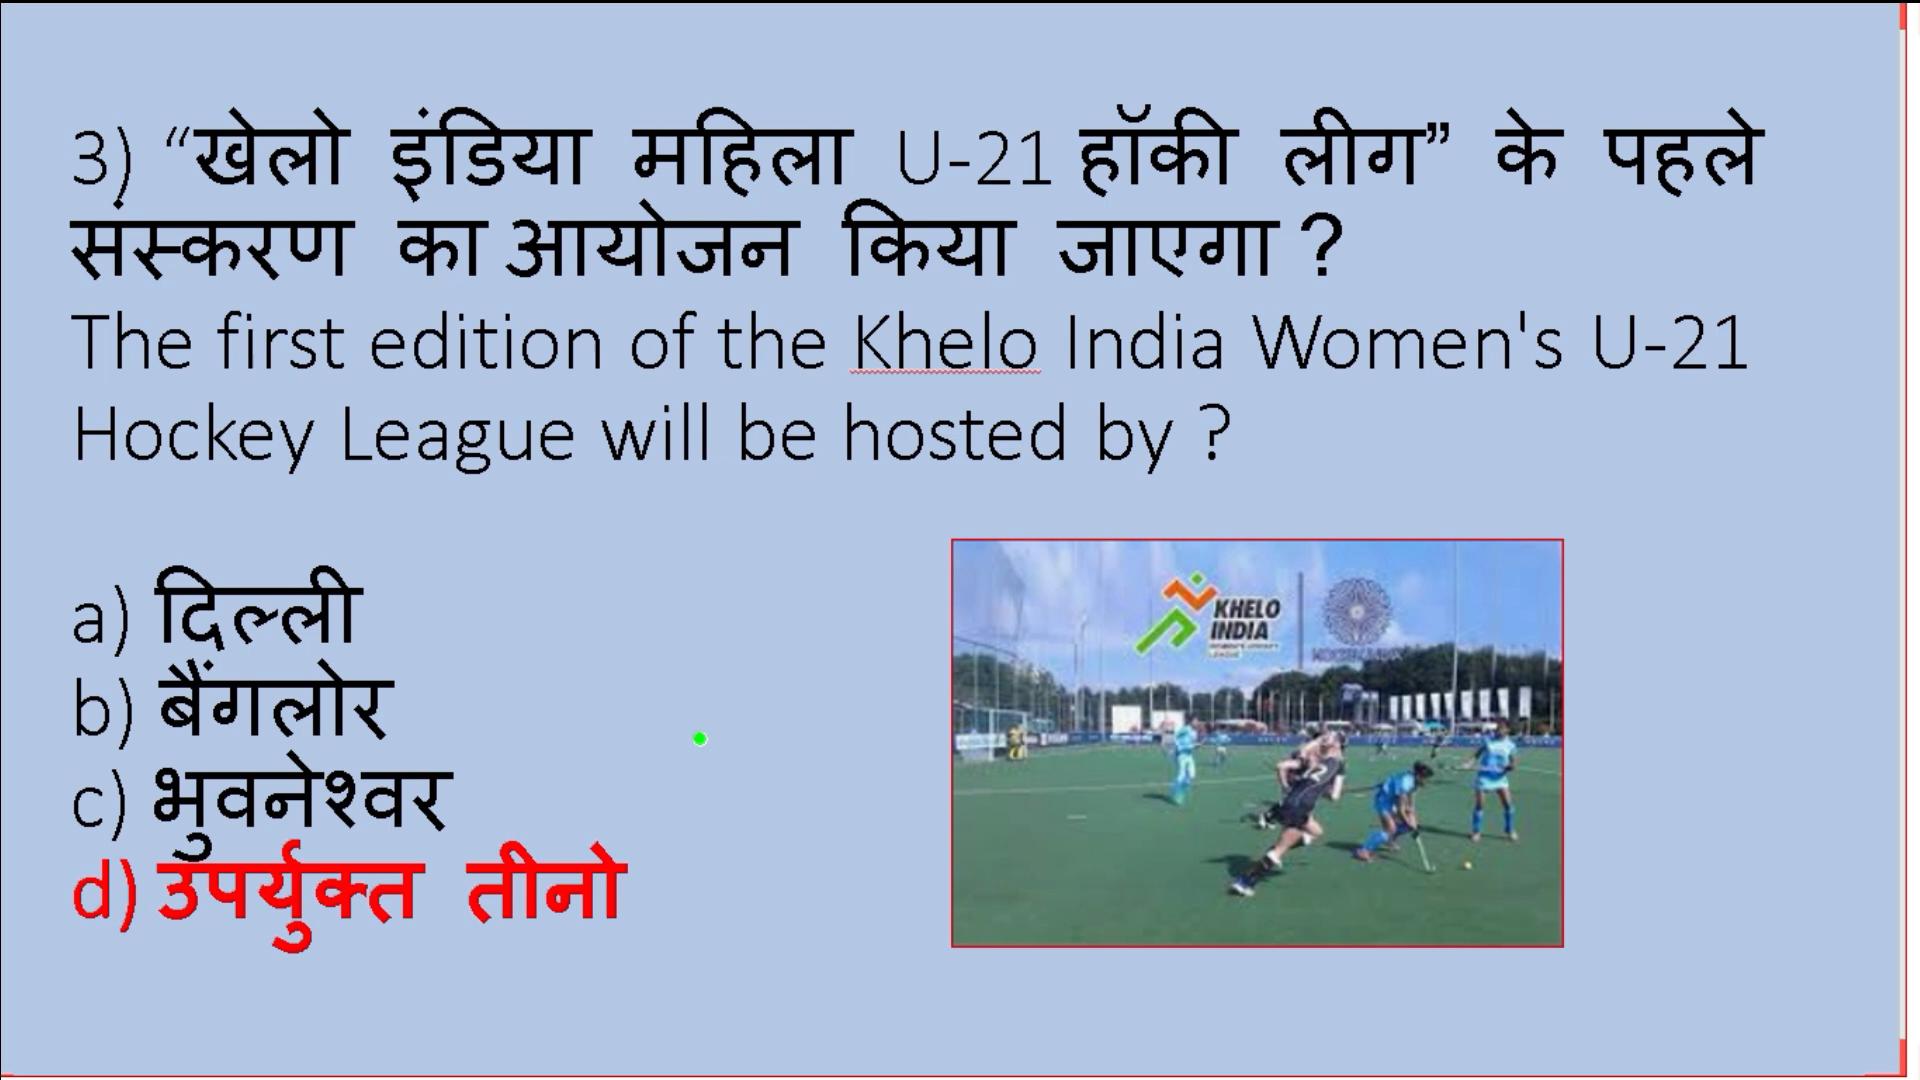 3) “खेलो इंडिया महिला U-21 हॉकी लीग” के पहले
संस्करण का आयोजन किया जाएगा ?
The first edition of the Khelo India Women's U-21
Hockey League will be hosted by ?
a) दिल्ली
b) बैंगलोर
c) भुवनेश्वर
d) उपर्युक्त तीनो
KHELO
INDIA